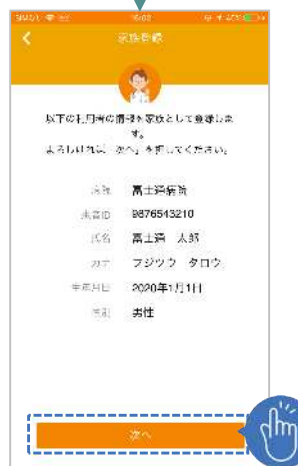 家族登録
以下の利用者の情報を家族として登録しま
す。
よろしければ「次へ」を押してください。
病院 富士通病院
患者ID 9876543210
氏名 富士通 太郎
カナ フジツウ タロウ
生年月日 2020年1月1日
性別 男性
次へ